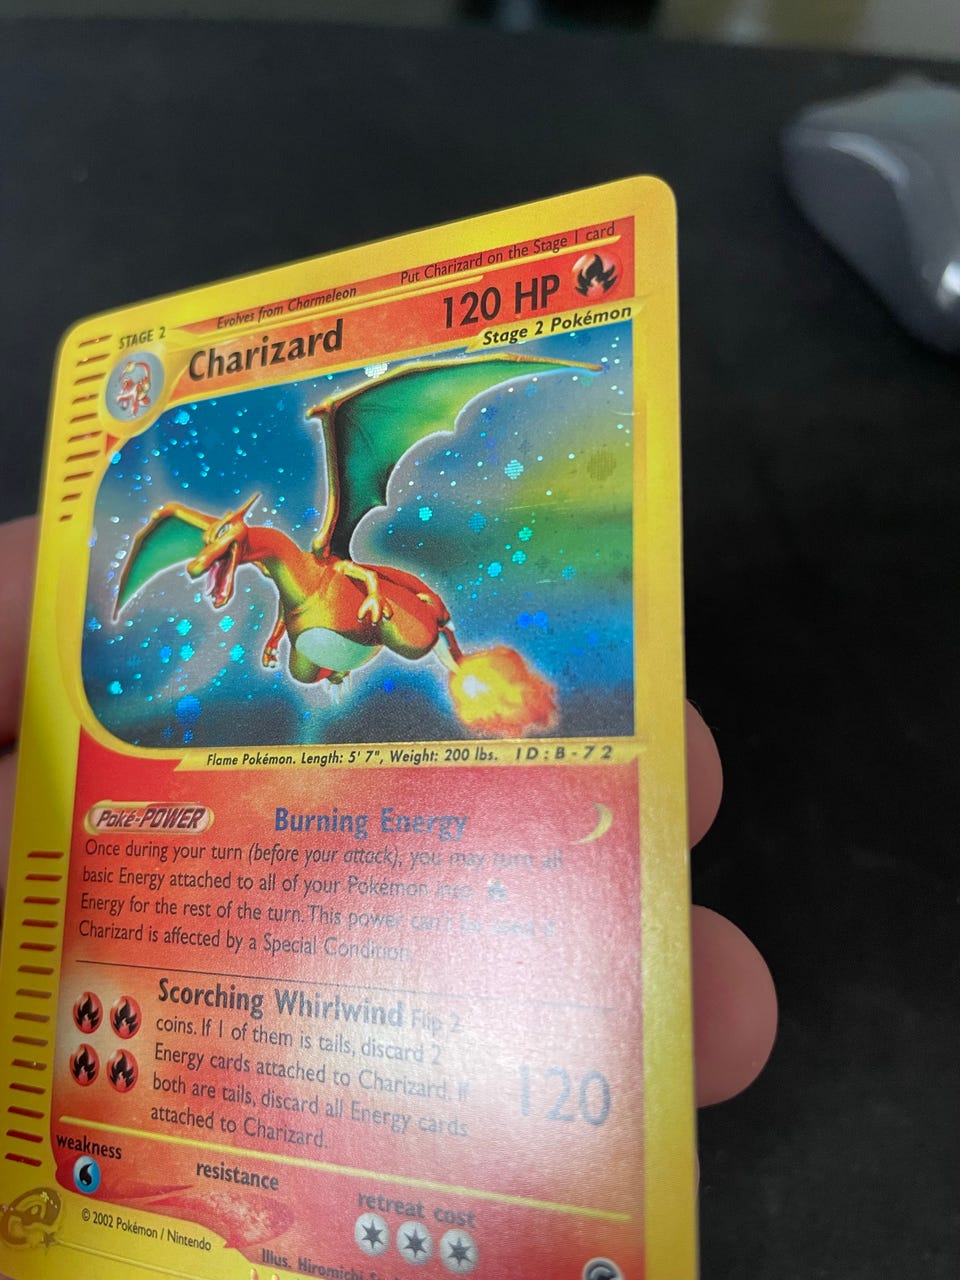 Evolves from Charmeleon
Put Charizard on the Stage 1 card
STAGE 2
Charizard
120 HP
Stage 2 Pokémon
Flame Pokémon. Length: 5' 7", Weight: 200 lbs. ID:B-72
Poké-POWER Burning Energy
Once during your turn (before your attack), you may turn all
basic Energy attached to all of your Pokémon into
Energy for the rest of the turn. This power can't be used if
Charizard is affected by a Special Condition.
Scorching Whirlwind Flip 2
coins. If 1 of them is tails, discard 2
Energy cards attached to Charizard. If
both are tails, discard all Energy cards
attached to Charizard.
120
weakness
resistance
retreat cost
© 2002 Pokémon / Nintendo
Illus. Hiromichi